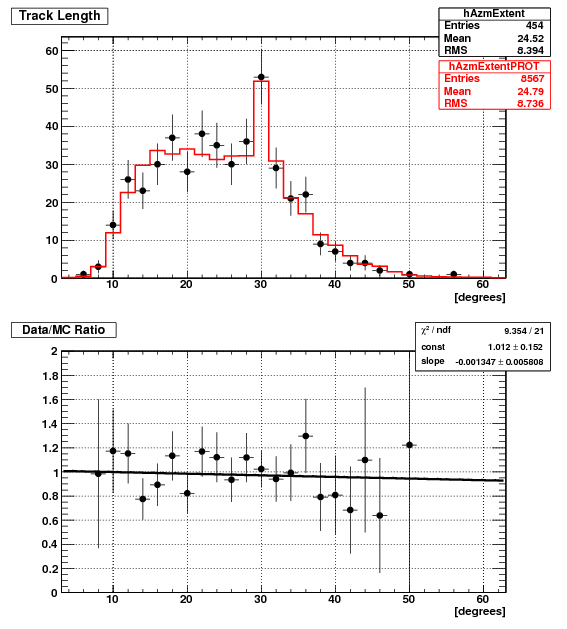 Track Length
hAzmExtent
Entries 454
Mean 24.52
RMS 8.394
hAzmExtentPROT
Entries 8567
Mean 24.79
RMS 8.736
60
50
40
30
20
10
0
10 20 30 40 50 60
[degrees]
Data/MC Ratio
χ² / ndf 9.354 / 21
const 1.012 ± 0.152
slope -0.001347 ± 0.005808
2
1.8
1.6
1.4
1.2
1
0.8
0.6
0.4
0.2
0
10 20 30 40 50 60
[degrees]